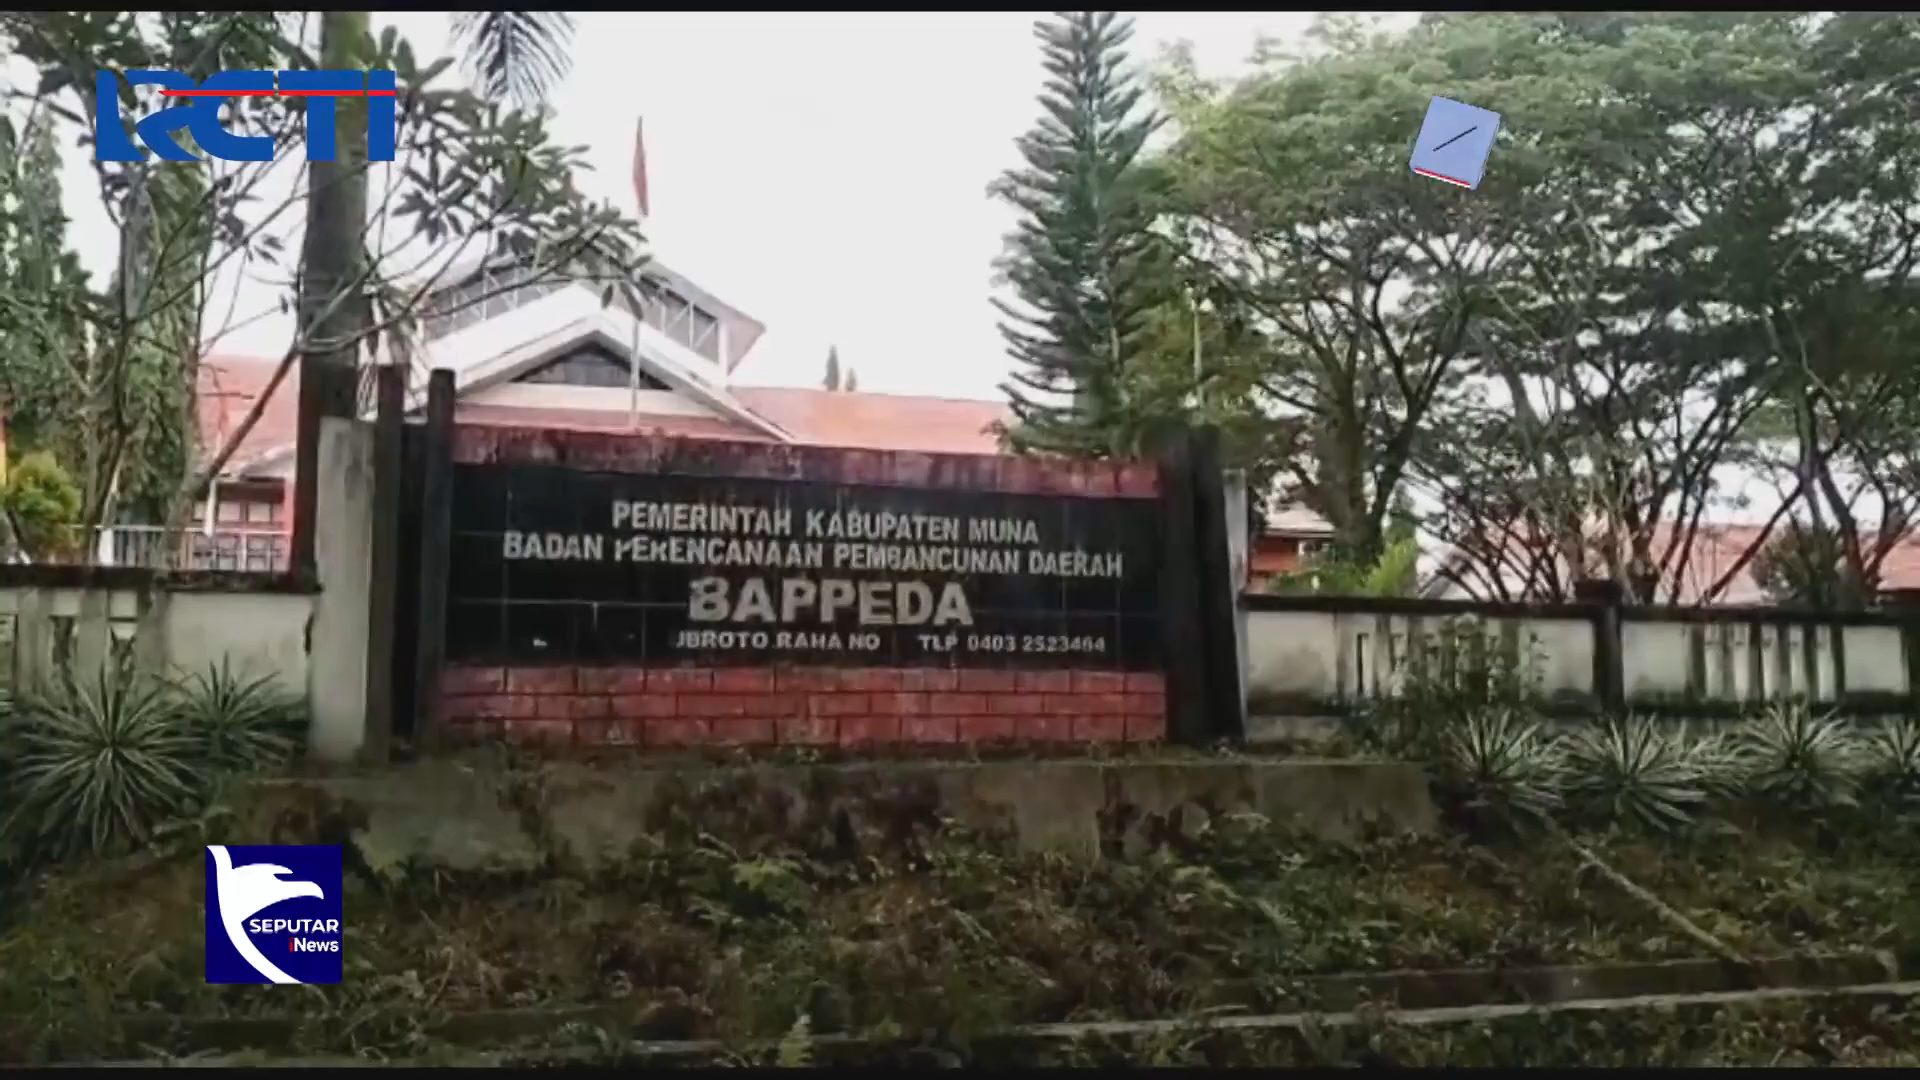 RCTI
PEMERINTAH KABUPATEN MUNA
BADAN PERENCANAAN PEMBANGUNAN DAERAH
BAPPEDA
RAHA NO TLP 0403 2523464
SEPUTAR
iNews